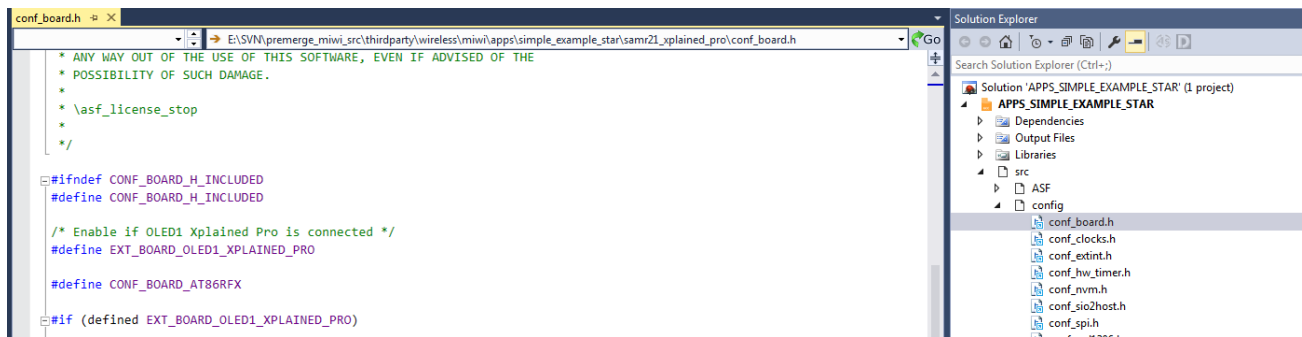 conf_board.h
E:\SVN\premerge_miwi_src\thirdparty\wireless\miwi\apps\simple_example_star\samr21_xplained_pro\conf_board.h
Go
* ANY WAY OUT OF THE USE OF THIS SOFTWARE, EVEN IF ADVISED OF THE
* POSSIBILITY OF SUCH DAMAGE.
*
* \asf_license_stop
*
*/
#ifndef CONF_BOARD_H_INCLUDED
#define CONF_BOARD_H_INCLUDED
/* Enable if OLED1 Xplained Pro is connected */
#define EXT_BOARD_OLED1_XPLAINED_PRO
#define CONF_BOARD_AT86RFX
#if (defined EXT_BOARD_OLED1_XPLAINED_PRO)
Solution Explorer
Search Solution Explorer (Ctrl+;)
Solution 'APPS_SIMPLE_EXAMPLE_STAR' (1 project)
APPS_SIMPLE_EXAMPLE_STAR
Dependencies
Output Files
Libraries
src
ASF
config
conf_board.h
conf_clocks.h
conf_extint.h
conf_hw_timer.h
conf_nvm.h
conf_sio2host.h
conf_spi.h